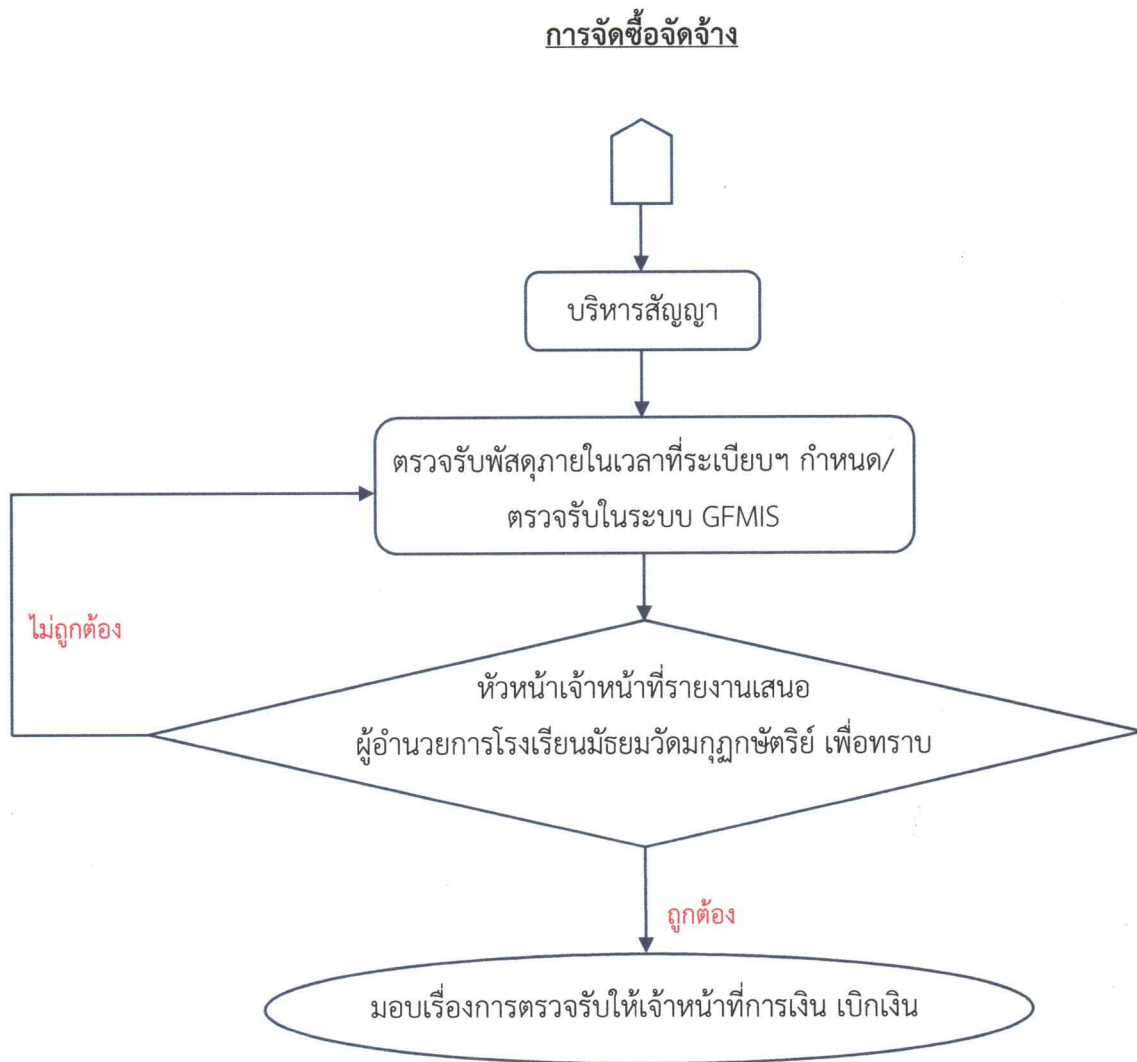 การจัดซื้อจัดจ้าง
บริหารสัญญา
ตรวจรับพัสดุภายในเวลาที่ระเบียบฯ กำหนด/
ตรวจรับในระบบ GFMIS
ไม่ถูกต้อง
หัวหน้าเจ้าหน้าที่รายงานเสนอ
ผู้อำนวยการโรงเรียนมัธยมวัดมกุฏกษัตริย์ เพื่อทราบ
ถูกต้อง
มอบเรื่องการตรวจรับให้เจ้าหน้าที่การเงิน เบิกเงิน